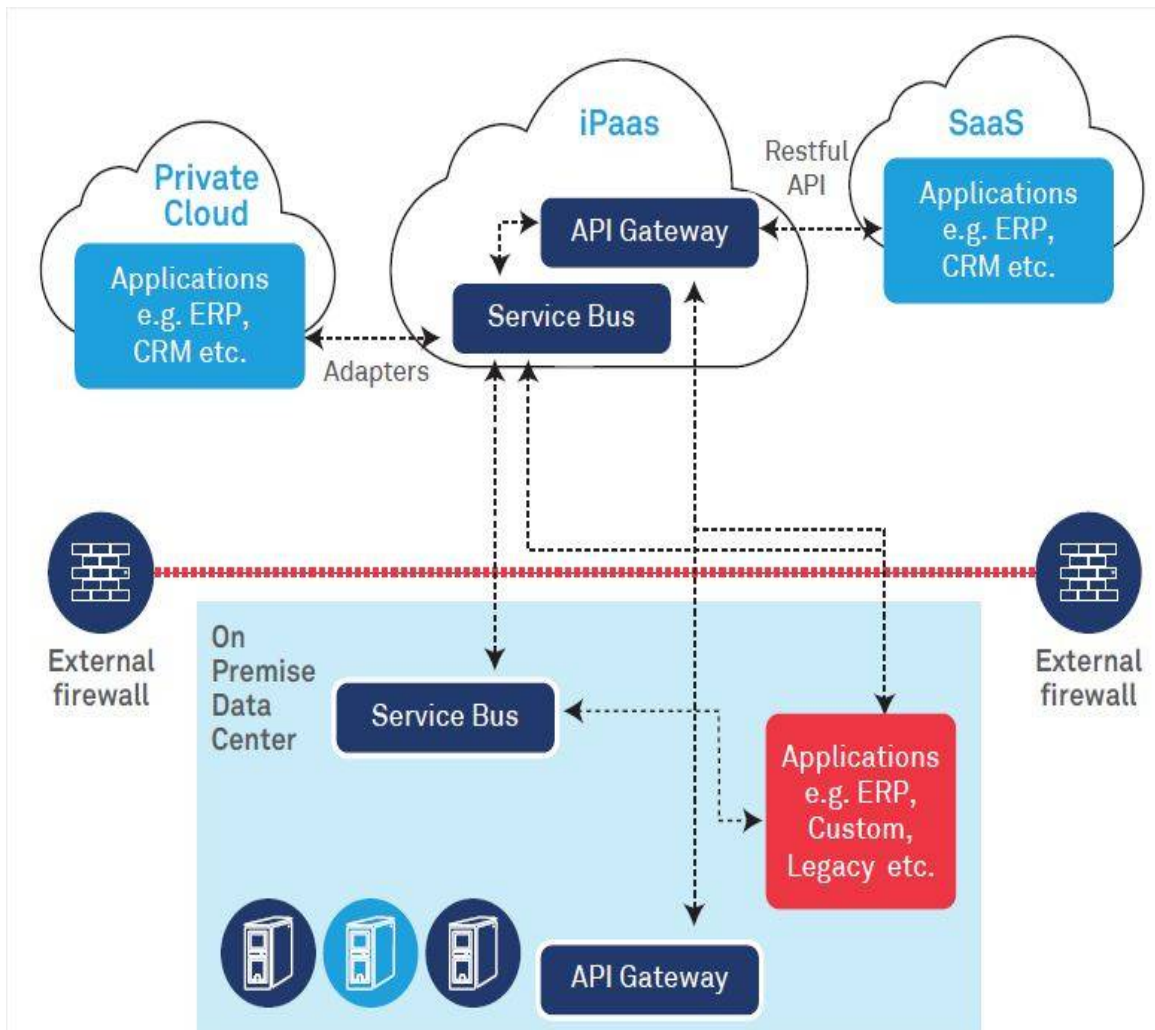 iPaas
SaaS
Restful
API
Private
Cloud
Applications
e.g. ERP,
CRM etc.
API Gateway
Applications
e.g. ERP,
CRM etc.
Service Bus
Adapters
External
firewall
External
firewall
On
Premise
Data
Center
Service Bus
Applications
e.g. ERP,
Custom,
Legacy etc.
API Gateway